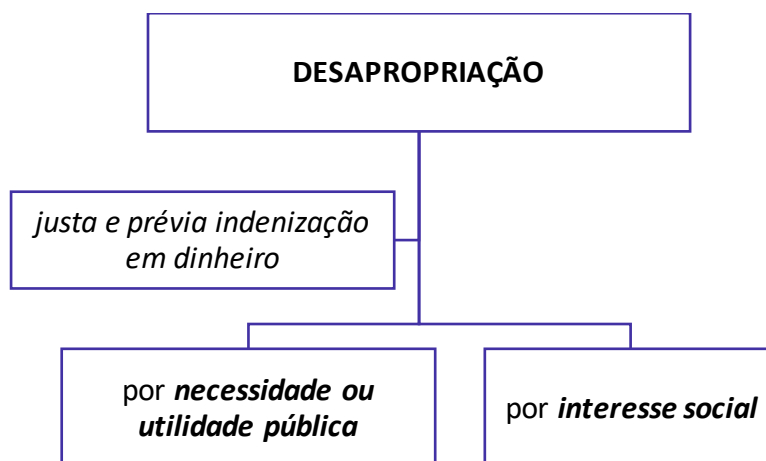 DESAPROPRIAÇÃO
justa e prévia indenização
em dinheiro
por necessidade ou
utilidade pública
por interesse social